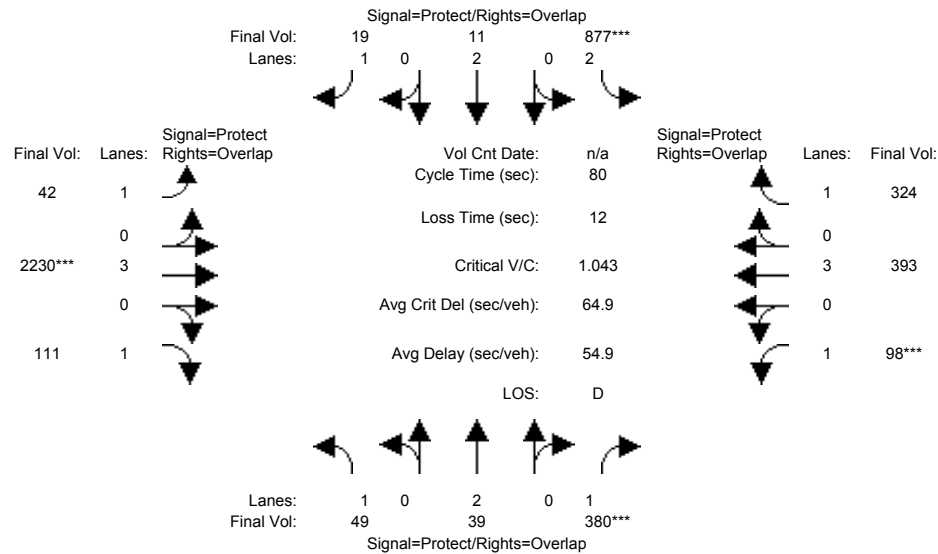 Signal=Protect/Rights=Overlap
Final Vol: 19 11 877***
Lanes: 1 0 2 0 2
Signal=Protect
Final Vol: Lanes: Rights=Overlap
Vol Cnt Date: n/a
Signal=Protect
Rights=Overlap Lanes: Final Vol:
Cycle Time (sec): 80
42 1
1 324
Loss Time (sec): 12
0
0
2230*** 3
Critical V/C: 1.043
3 393
0
Avg Crit Del (sec/veh): 64.9
0
111 1
Avg Delay (sec/veh): 54.9
1 98***
LOS: D
Lanes: 1 0 2 0 1
Final Vol: 49 39 380***
Signal=Protect/Rights=Overlap